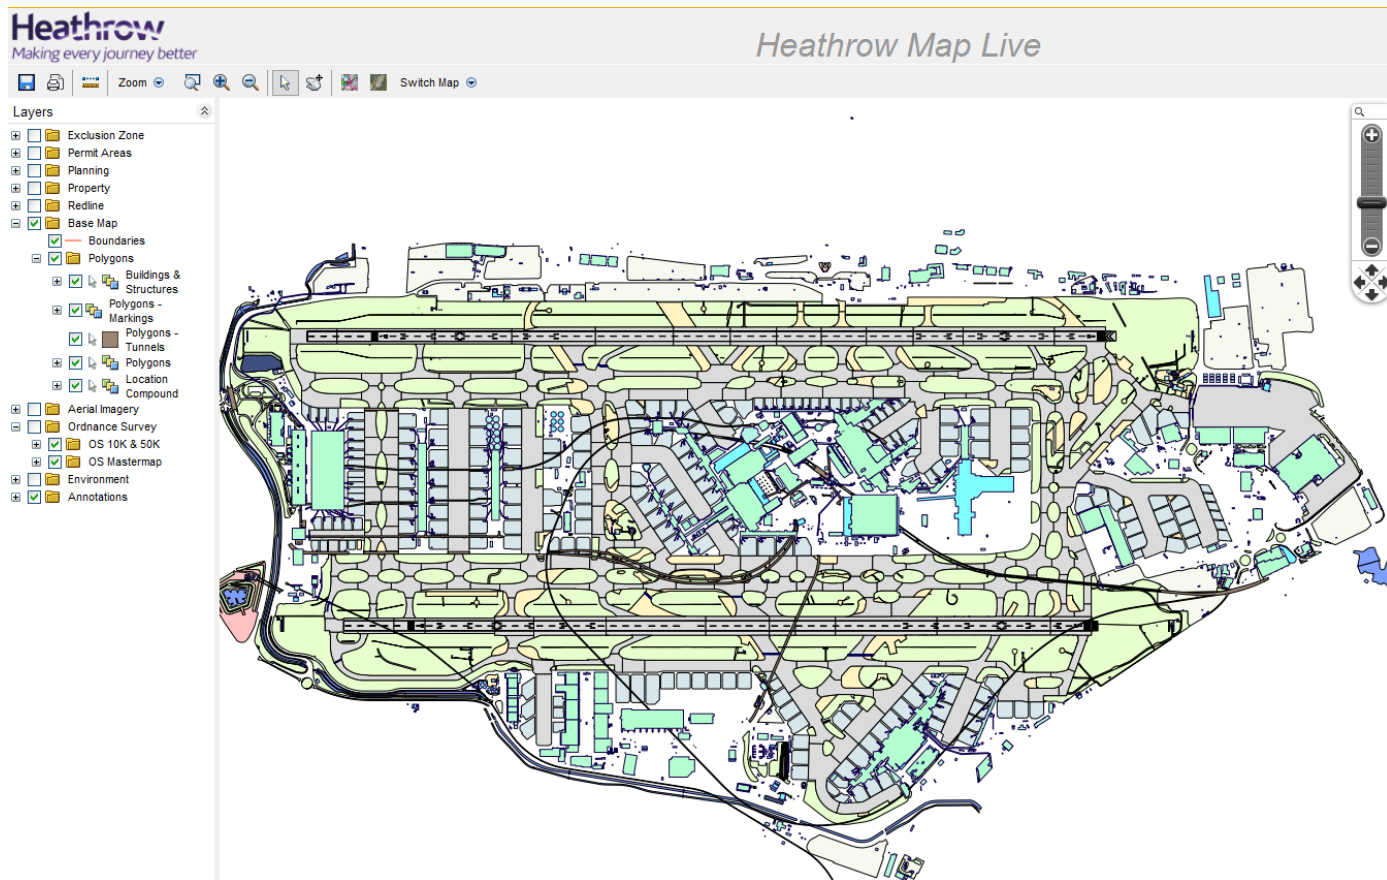 Heathrow
Making every journey better
Heathrow Map Live
Zoom
Switch Map
Layers
Exclusion Zone
Permit Areas
Planning
Property
Redline
Base Map
Boundaries
Polygons
Buildings &
Structures
Polygons -
Markings
Polygons -
Tunnels
Polygons
Location
Compound
Aerial Imagery
Ordnance Survey
OS 10K & 50K
OS Mastermap
Environment
Annotations